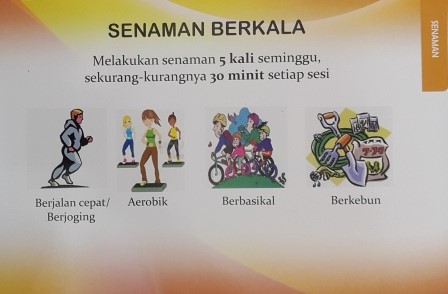 SENAMAN BERKALA
SENAMAN
Melakukan senaman 5 kali seminggu,
sekurang-kurangnya 30 minit setiap sesi
Berjalan cepat/
Berjoging
Aerobik
Berbasikal
Berkebun